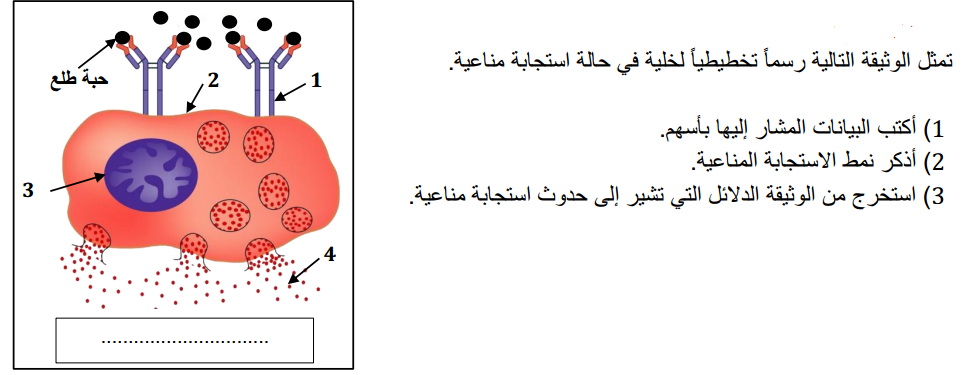 تمثل الوثيقة التالية رسماً تخطيطياً لخلية في حالة استجابة مناعية.
1) أكتب البيانات المشار إليها بأسهم.
2) أذكر نمط الاستجابة المناعية.
3) استخرج من الوثيقة الدلائل التي تشير إلى حدوث استجابة مناعية.
حبة طلع
2
1
3
4
..............................